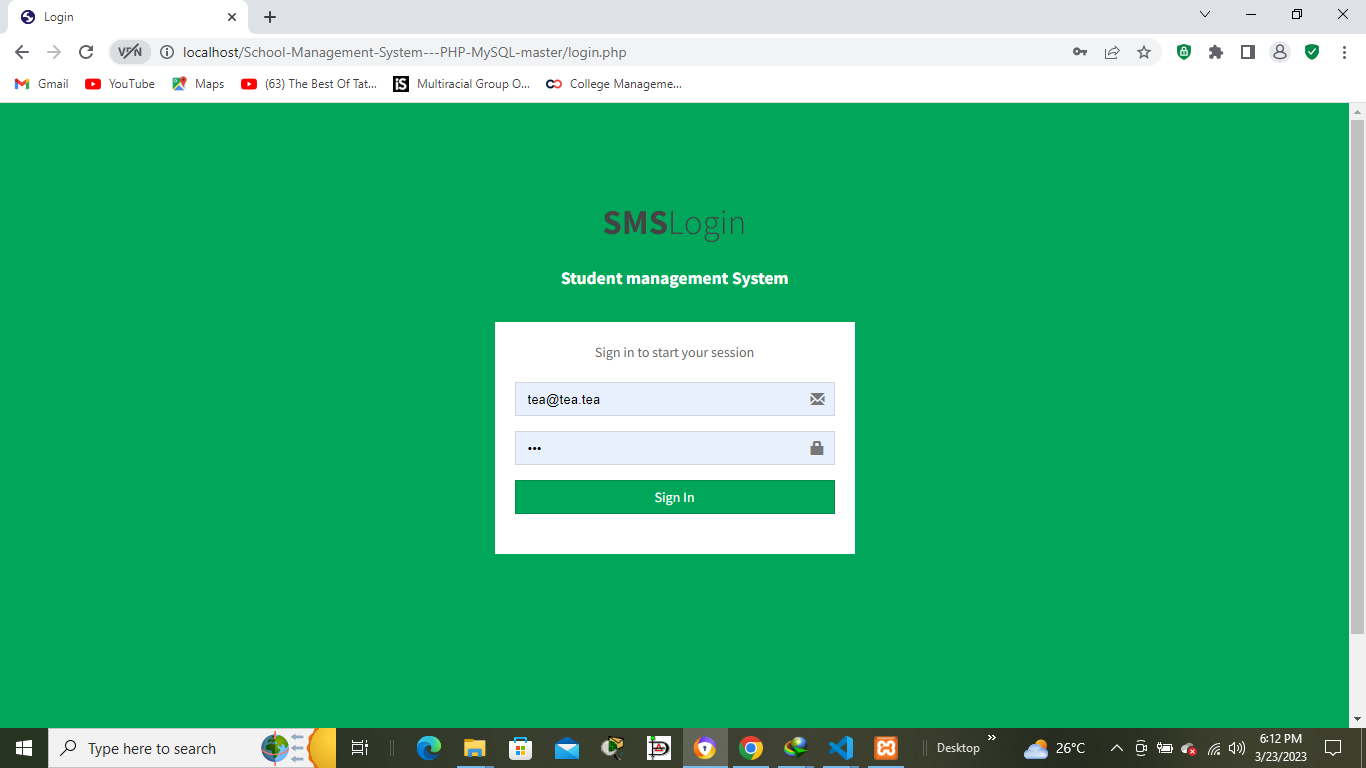 Login
VPN
localhost/School-Management-System---PHP-MySQL-master/login.php
Gmail
YouTube
Maps
(63) The Best Of Tat...
iS
Multiracial Group O...
College Manageme...
SMSLogin
Student management System
Sign in to start your session
tea@tea.tea
•••
Sign In
Type here to search
Desktop
26°C
6:12 PM
3/23/2023